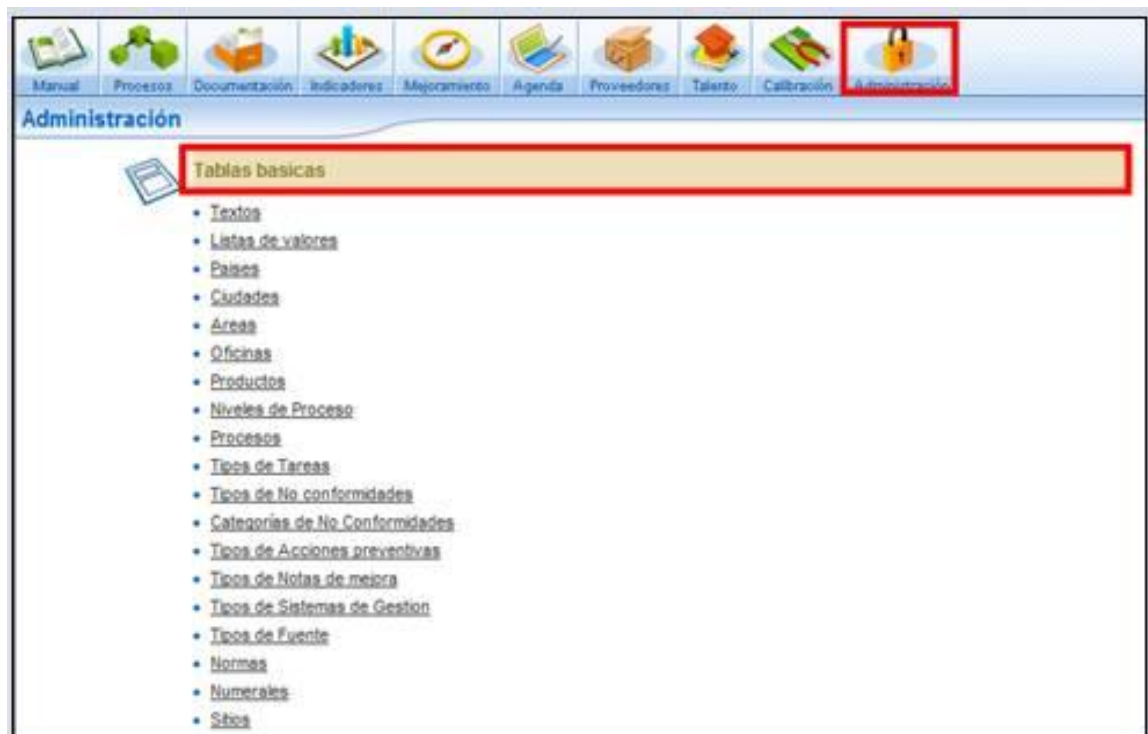 Manual Procesos Documentación Indicadores Mejoramiento Agenda Proveedores Talento Calibración Administración
Administración
Tablas basicas
Textos
Listas de valores
Paises
Ciudades
Areas
Oficinas
Productos
Niveles de Proceso
Procesos
Tipos de Tareas
Tipos de No conformidades
Categorías de No Conformidades
Tipos de Acciones preventivas
Tipos de Notas de mejora
Tipos de Sistemas de Gestion
Tipos de Fuente
Normas
Numerales
Sitios